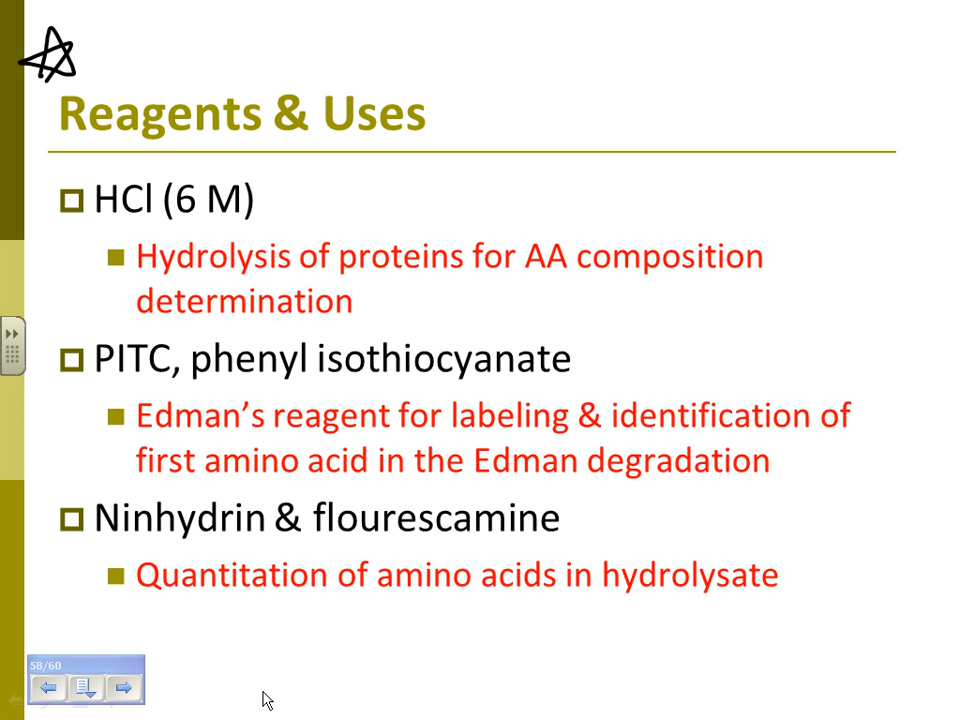 Reagents & Uses
HCl (6 M)
Hydrolysis of proteins for AA composition
determination
PITC, phenyl isothiocyanate
Edman’s reagent for labeling & identification of
first amino acid in the Edman degradation
Ninhydrin & flourescamine
Quantitation of amino acids in hydrolysate
58/60